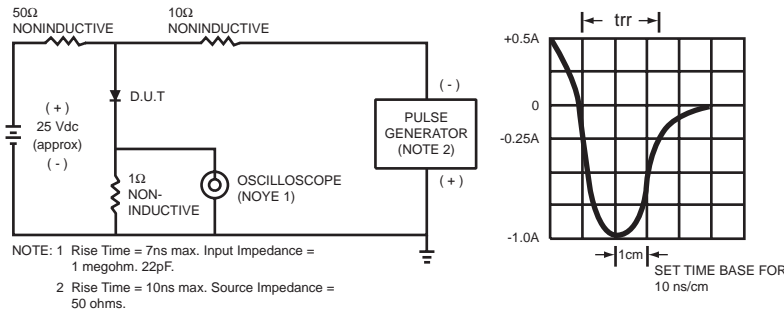 50Ω
NONINDUCTIVE
10Ω
NONINDUCTIVE
( + )
25 Vdc
(approx)
( - )
D.U.T
1Ω
NON-
INDUCTIVE
OSCILLOSCOPE
(NOYE 1)
( - )
PULSE
GENERATOR
(NOTE 2)
( + )
NOTE: 1 Rise Time = 7ns max. Input Impedance =
1 megohm. 22pF.
2 Rise Time = 10ns max. Source Impedance =
50 ohms.
trr
+0.5A
0
-0.25A
-1.0A
1cm
SET TIME BASE FOR
10 ns/cm